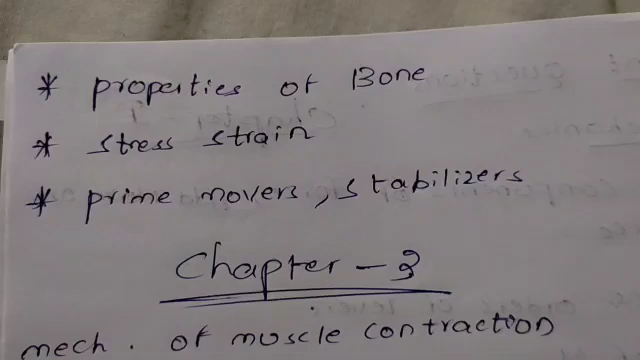 * properties of Bone
* stress strain
* prime movers, stabilizers
Chapter - 3
mech. of muscle contraction